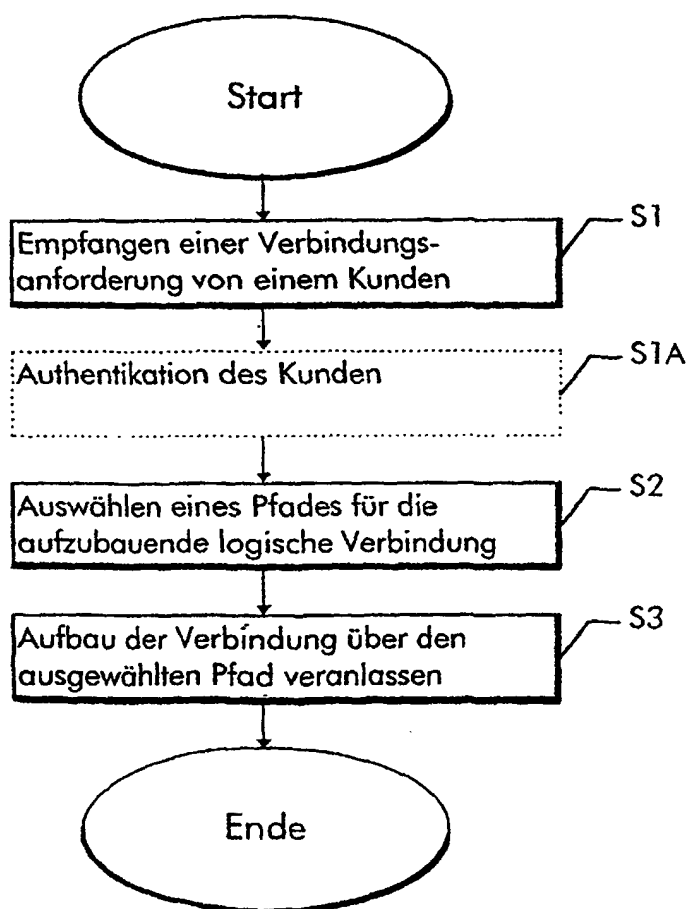 Start
S1
Empfangen einer Verbindungs-
anforderung von einem Kunden
S1A
Authentikation des Kunden
S2
Auswählen eines Pfades für die
aufzubauende logische Verbindung
S3
Aufbau der Verbindung über den
ausgewählten Pfad veranlassen
Ende